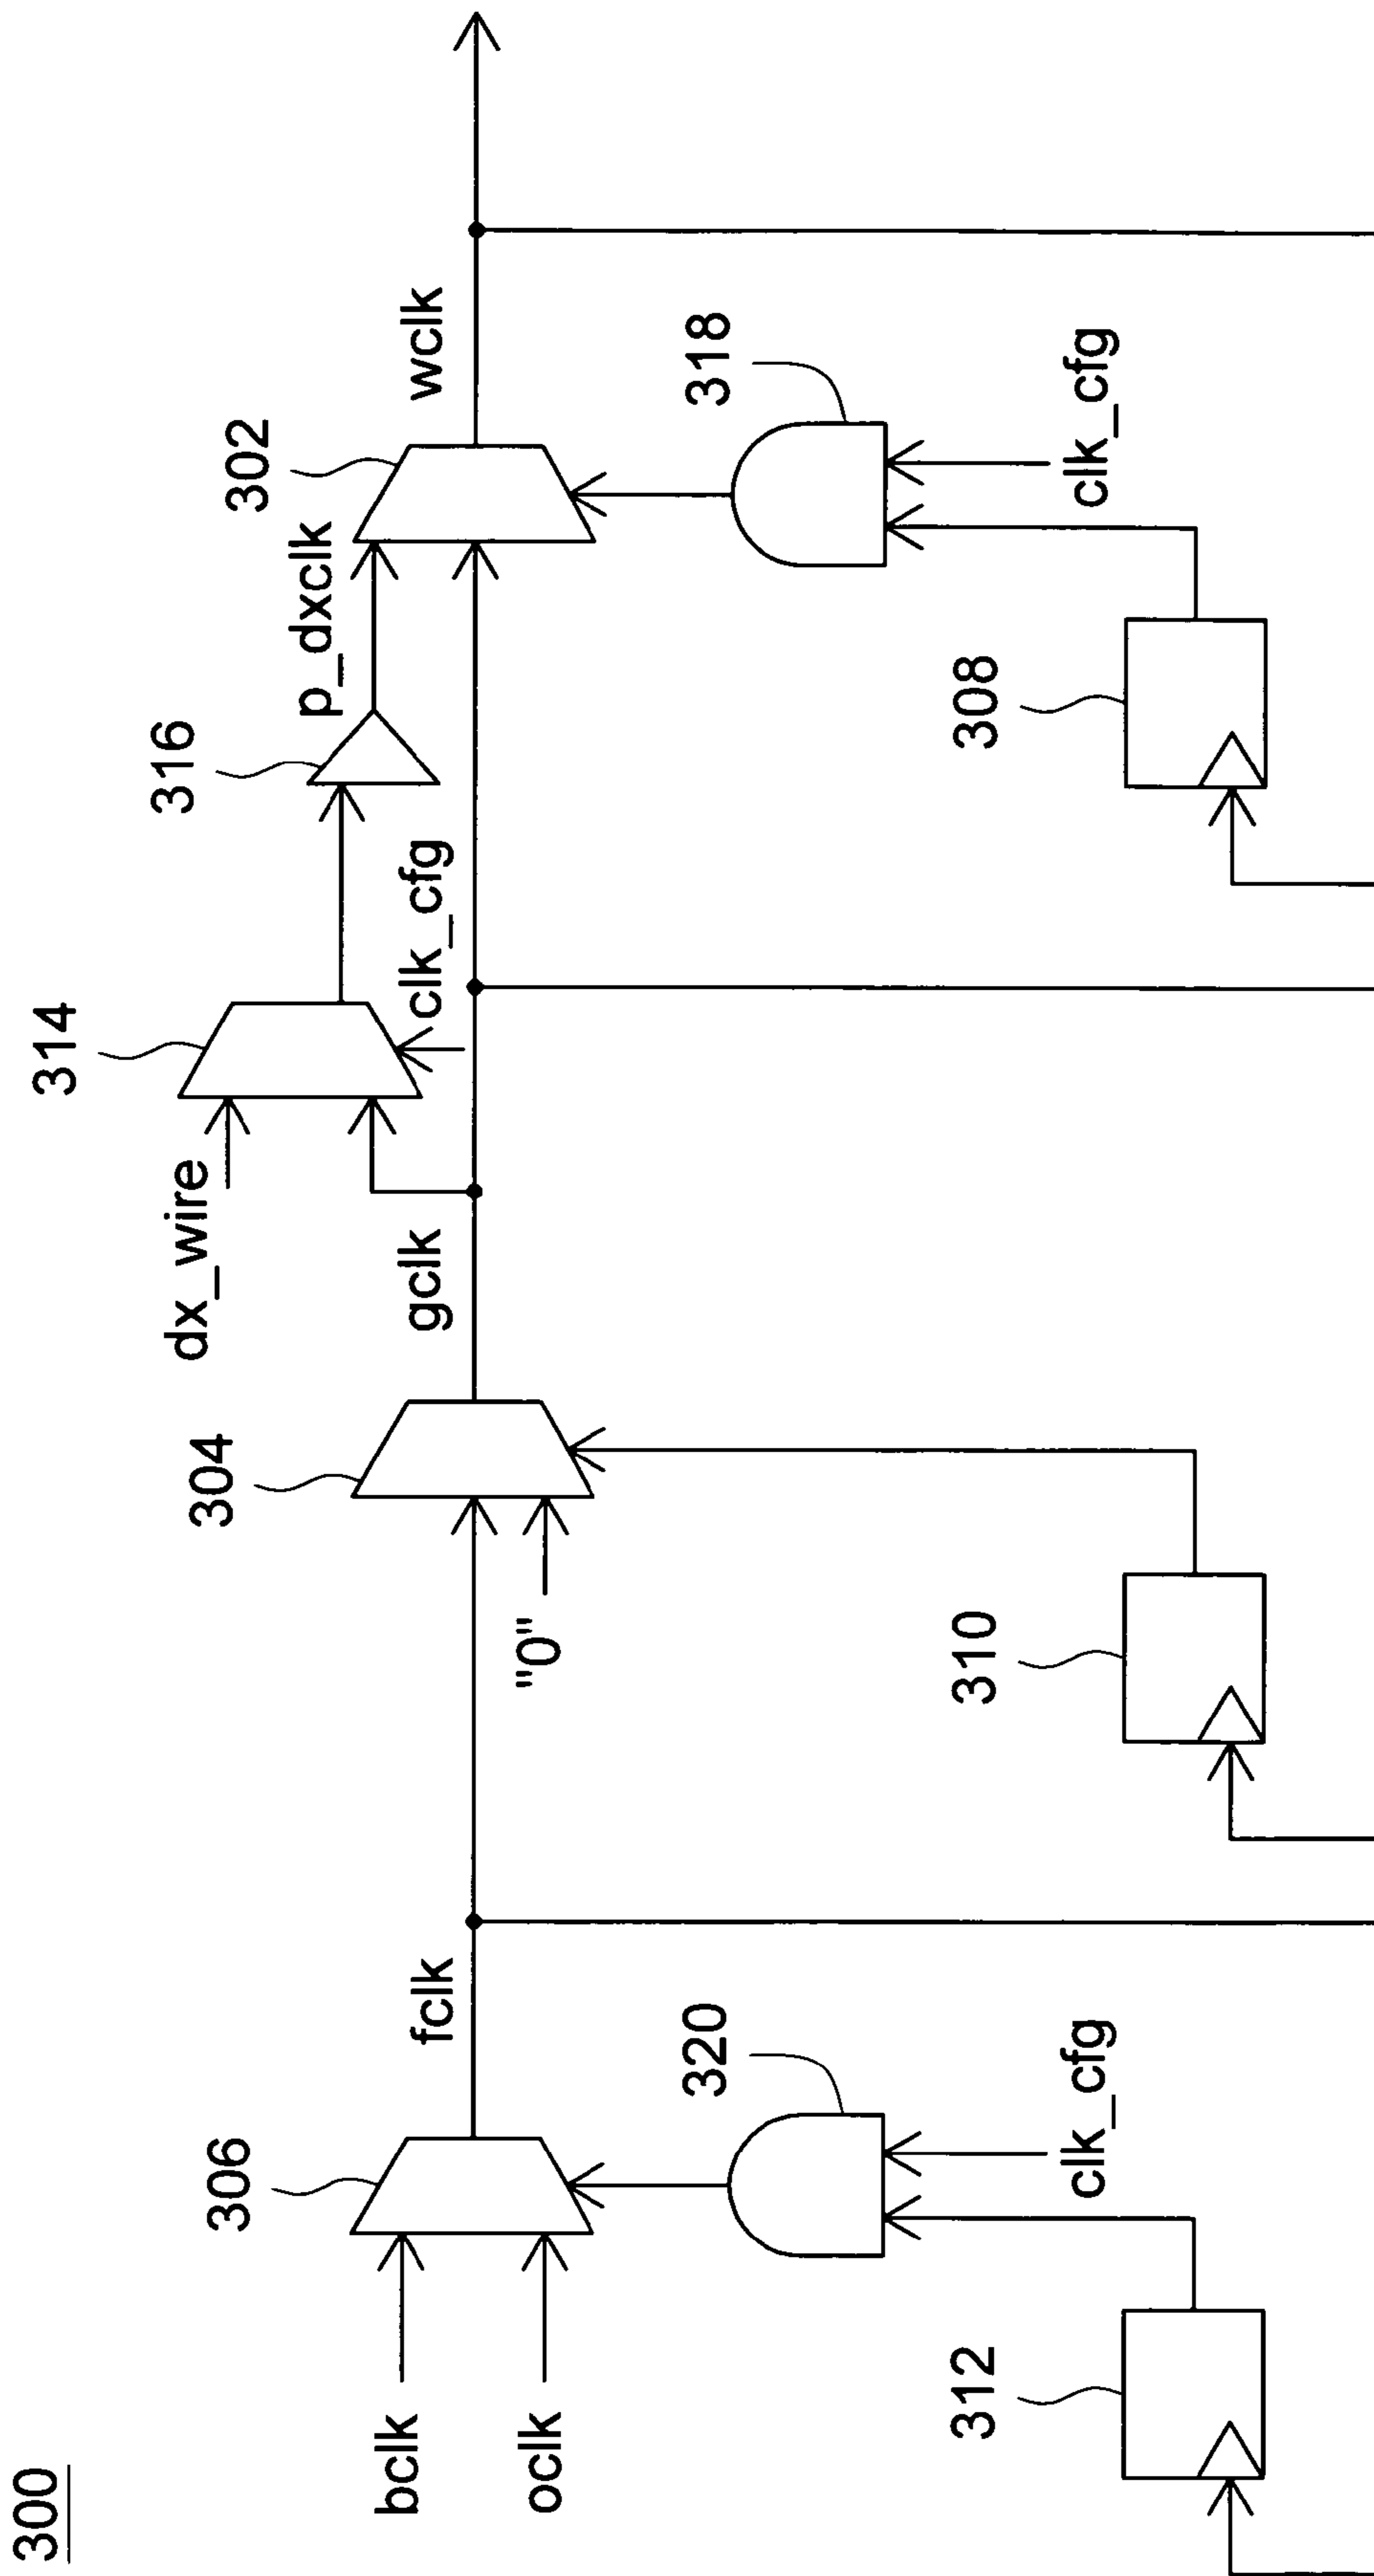 300
314
316
302
dx_wire
p_dxclk
304
306
bclk
fclk
gclk
clk_cfg
wclk
oclk
"0"
320
318
312
clk_cfg
310
308
clk_cfg